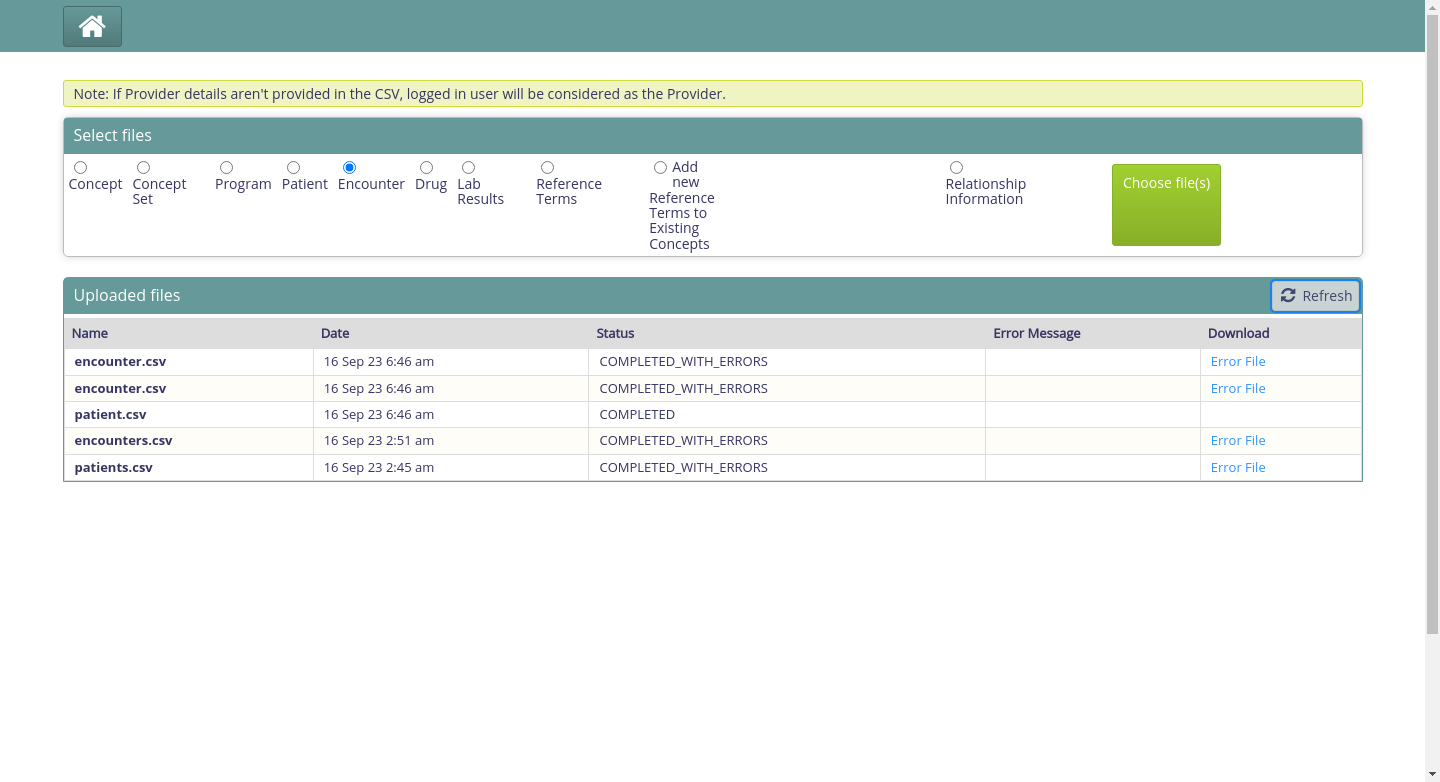 Note: If Provider details aren't provided in the CSV, logged in user will be considered as the Provider.
Select files
Concept
Concept Set
Program
Patient
Encounter
Drug
Lab Results
Reference Terms
Add new Reference Terms to Existing Concepts
Relationship Information
Choose file(s)
Uploaded files
Refresh
Name Date Status Error Message Download
encounter.csv 16 Sep 23 6:46 am COMPLETED_WITH_ERRORS Error File
encounter.csv 16 Sep 23 6:46 am COMPLETED_WITH_ERRORS Error File
patient.csv 16 Sep 23 6:46 am COMPLETED
encounters.csv 16 Sep 23 2:51 am COMPLETED_WITH_ERRORS Error File
patients.csv 16 Sep 23 2:45 am COMPLETED_WITH_ERRORS Error File